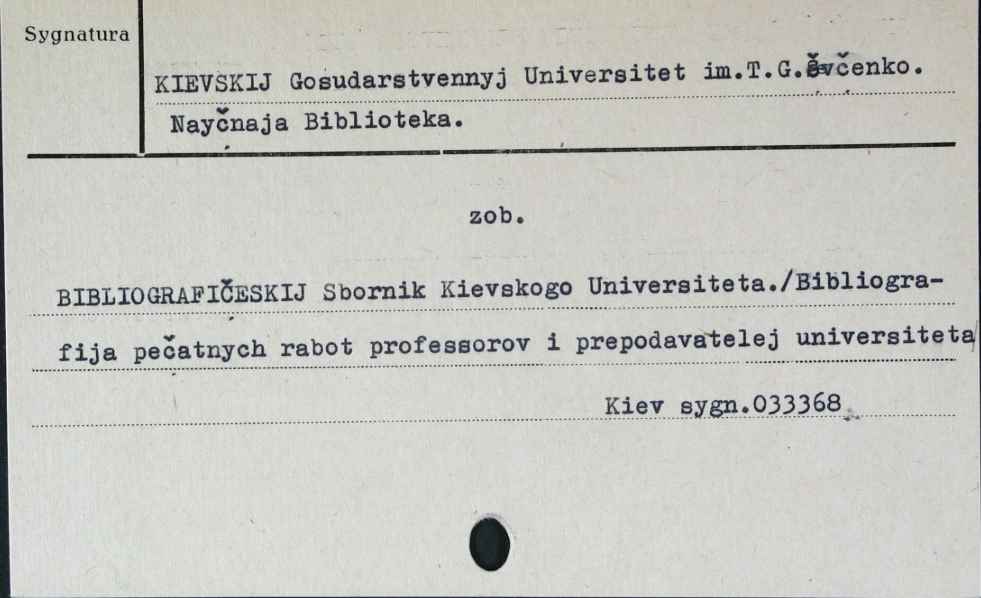 Sygnatura
KIEVSKIJ Gosudarstvennyj Universitet im.T.G.Ševčenko.
Nayčnaja Biblioteka.
zob.
BIBLIOGRAFIČESKIJ Sbornik Kievskogo Universiteta./Bibliogra-
fija pečatnych rabot professorov i prepodavatelej universiteta/
Kiev sygn.033368